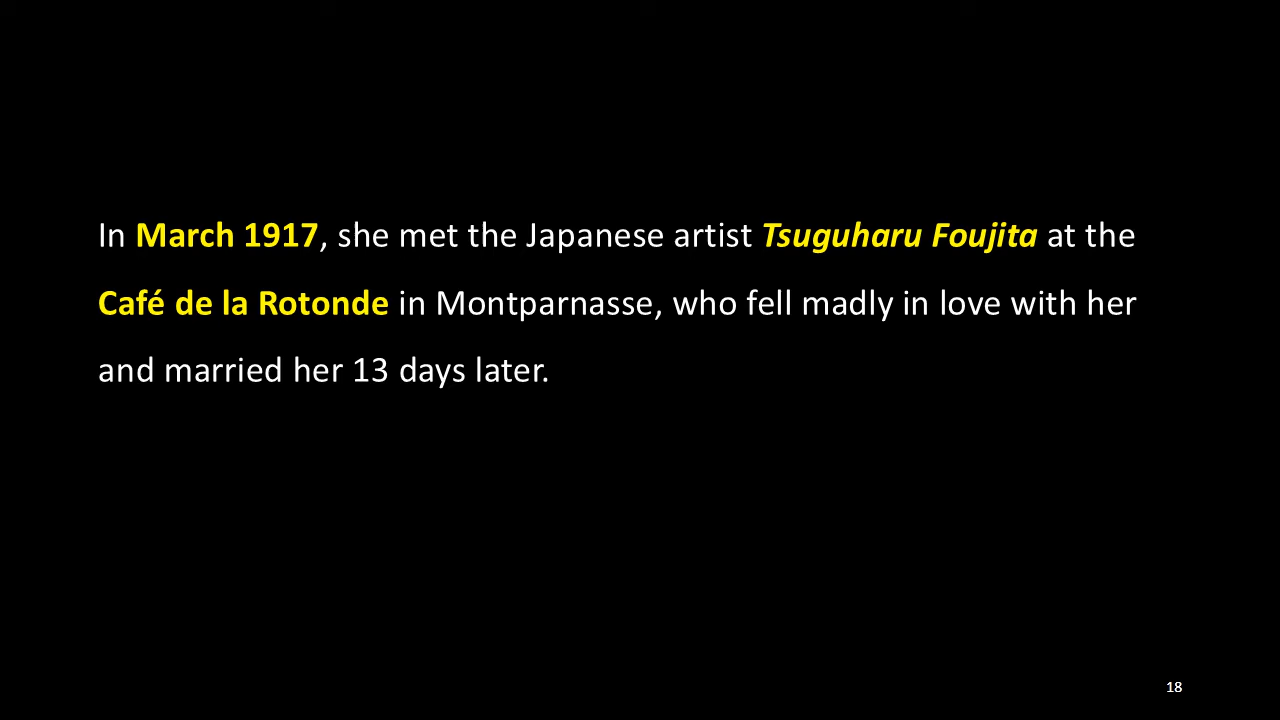 In March 1917, she met the Japanese artist Tsuguharu Foujita at the
Café de la Rotonde in Montparnasse, who fell madly in love with her
and married her 13 days later.
18